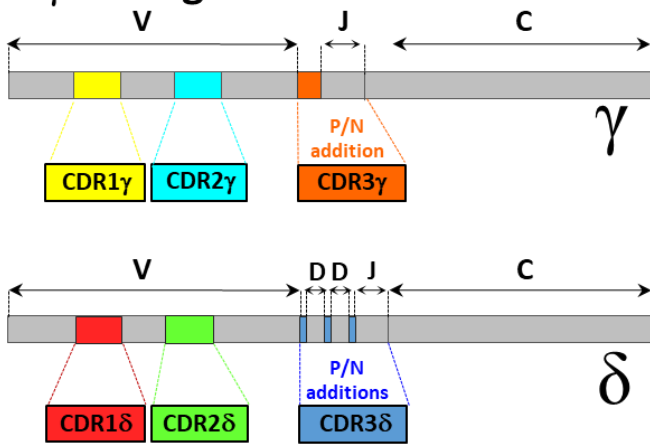 V J C
γ
P/N
addition
CDR1γ CDR2γ CDR3γ
V D D J C
δ
P/N
additions
CDR1δ CDR2δ CDR3δ